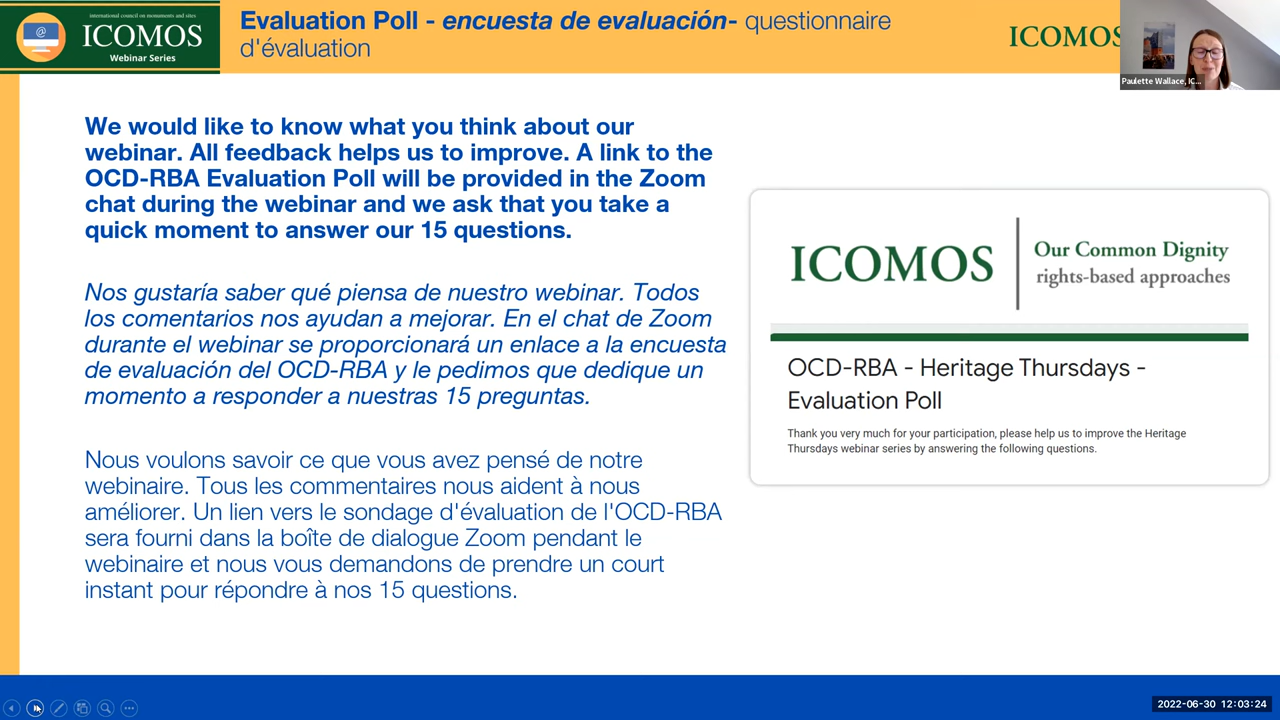 international council on monuments and sites
ICOMOS
Webinar Series
Evaluation Poll - encuesta de evaluación- questionnaire
d'évaluation
ICOMOS
Paulette Wallace, IC...
We would like to know what you think about our
webinar. All feedback helps us to improve. A link to the
OCD-RBA Evaluation Poll will be provided in the Zoom
chat during the webinar and we ask that you take a
quick moment to answer our 15 questions.
Nos gustaría saber qué piensa de nuestro webinar. Todos
los comentarios nos ayudan a mejorar. En el chat de Zoom
durante el webinar se proporcionará un enlace a la encuesta
de evaluación del OCD-RBA y le pedimos que dedique un
momento a responder a nuestras 15 preguntas.
Nous voulons savoir ce que vous avez pensé de notre
webinaire. Tous les commentaires nous aident à nous
améliorer. Un lien vers le sondage d'évaluation de l'OCD-RBA
sera fourni dans la boîte de dialogue Zoom pendant le
webinaire et nous vous demandons de prendre un court
instant pour répondre à nos 15 questions.
ICOMOS
Our Common Dignity
rights-based approaches
OCD-RBA - Heritage Thursdays -
Evaluation Poll
Thank you very much for your participation, please help us to improve the Heritage
Thursdays webinar series by answering the following questions.
2022-06-30 12:03:24